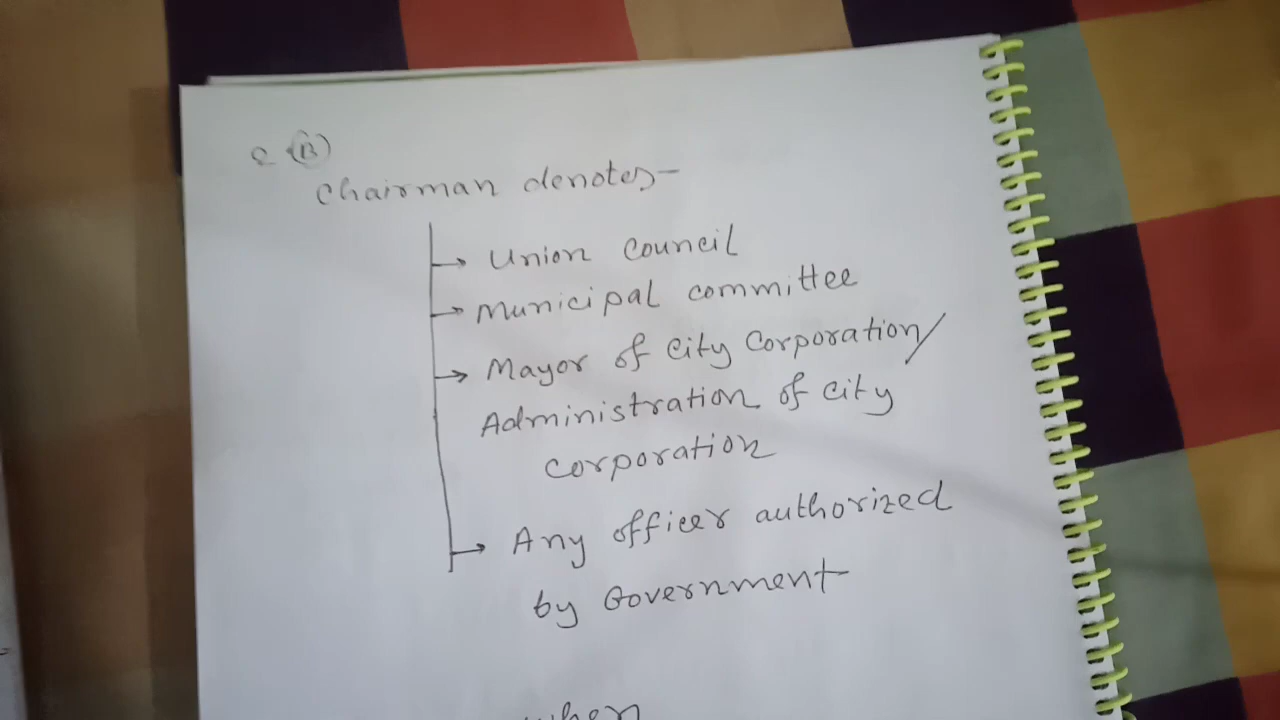 2 (B)
Chairman denotes-
→ Union Council
→ Municipal committee
→ Mayor of City Corporation/
Administration of city
corporation
→ Any officer authorized
by Government
when